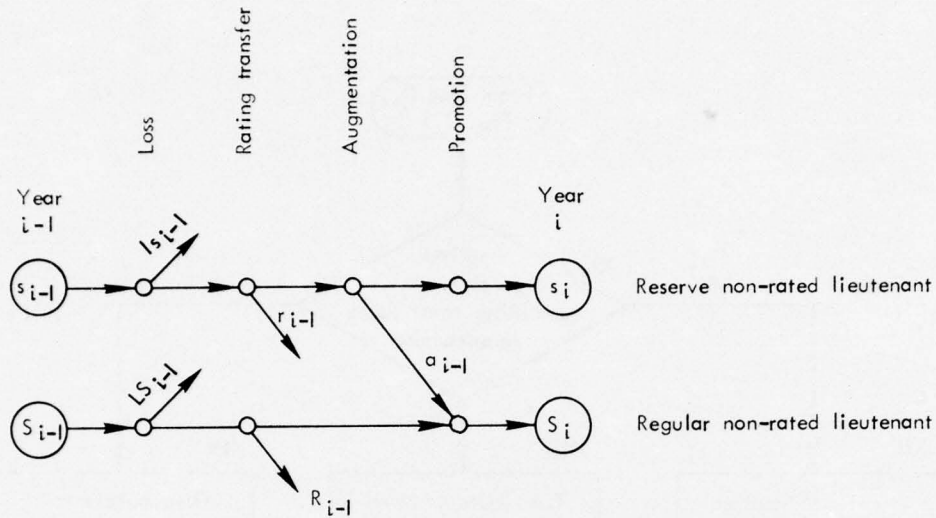 Loss
Rating transfer
Augmentation
Promotion
Year
i-1
Year
i
ls i-1
s i-1
s i
Reserve non-rated lieutenant
r i-1
a i-1
LS i-1
S i-1
S i
Regular non-rated lieutenant
R i-1